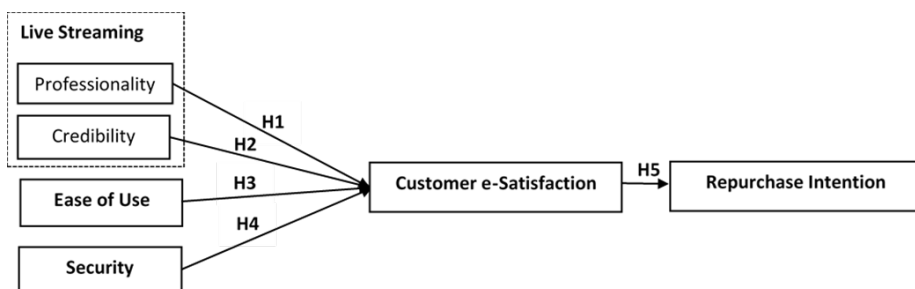 Live Streaming
Professionality
H1
Credibility
H2
H3
Ease of Use
H4
Security
Customer e-Satisfaction
H5
Repurchase Intention